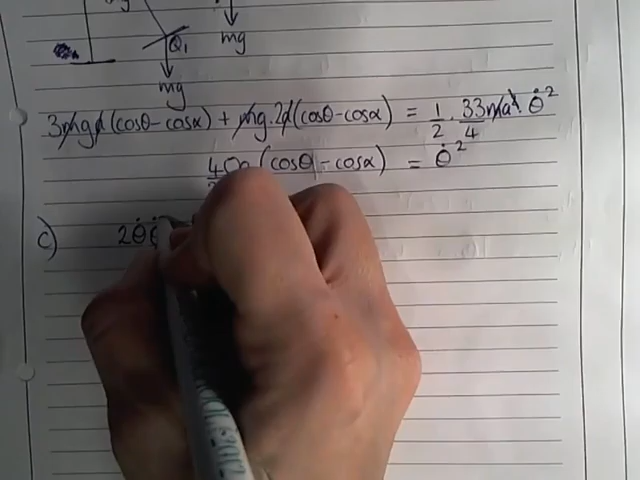 Q₁
mg
mg
3mga(cosθ-cosα) + mg.2a(cosθ-cosα) = 1/2 . 33/4 ma². θ̇²
(cosθ-cosα) = θ̇²
c) 2θ̇